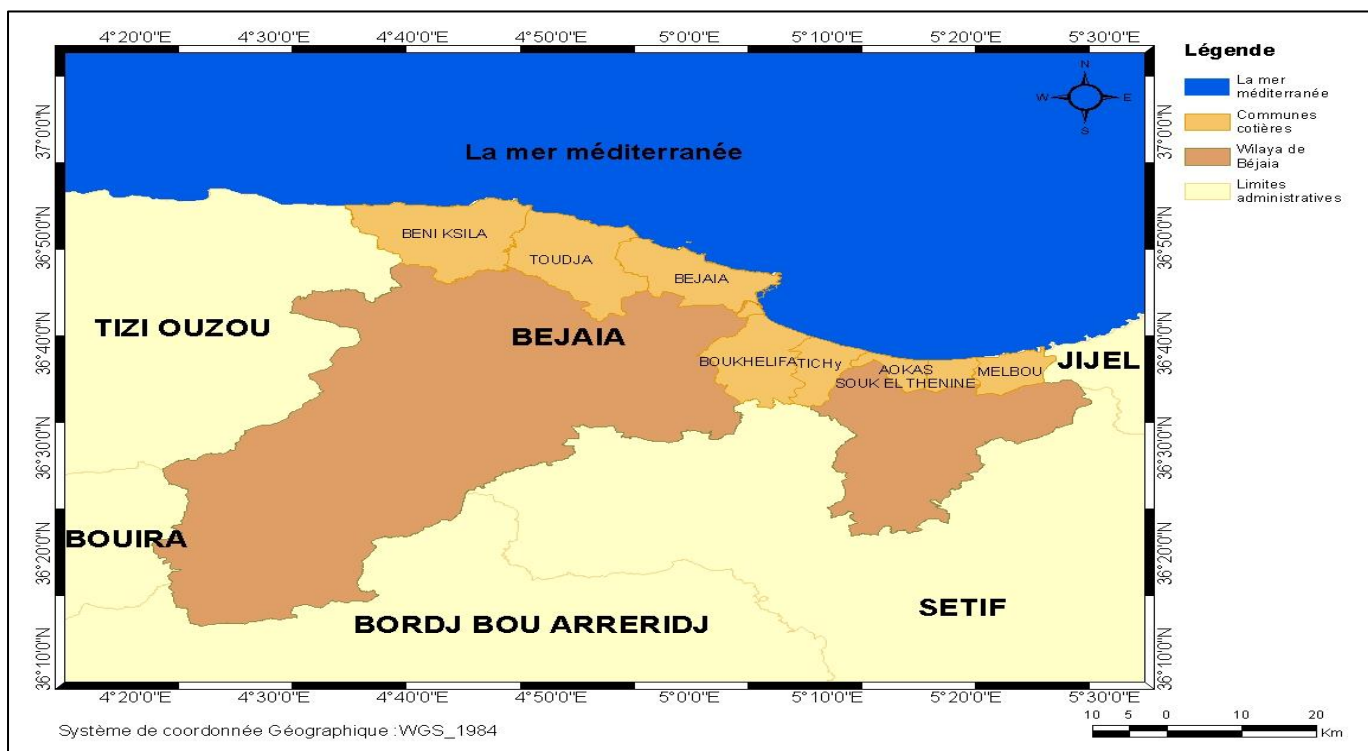 4°20'0"E 4°30'0"E 4°40'0"E 4°50'0"E 5°0'0"E 5°10'0"E 5°20'0"E 5°30'0"E
Légende
La mer
méditerranée
Communes
cotières
Wilaya de
Béjaia
Limites
administratives
N
W E
S
La mer méditerranée
37°0'0"N 37°0'0"N
36°50'0"N 36°50'0"N
36°40'0"N 36°40'0"N
36°30'0"N 36°30'0"N
36°20'0"N 36°20'0"N
36°10'0"N 36°10'0"N
BENI KSILA
TOUDJA
BEJAIA
TIZI OUZOU
BEJAIA
BOUKHELIFA
TICHy
AOKAS
SOUK EL THENINE
MELBOU
JIJEL
BOUIRA
BORDJ BOU ARRERIDJ
SETIF
4°20'0"E 4°30'0"E 4°40'0"E 4°50'0"E 5°0'0"E 5°10'0"E 5°20'0"E 5°30'0"E
Système de coordonnée Géographique :WGS_1984
10 5 0 10 20
Km